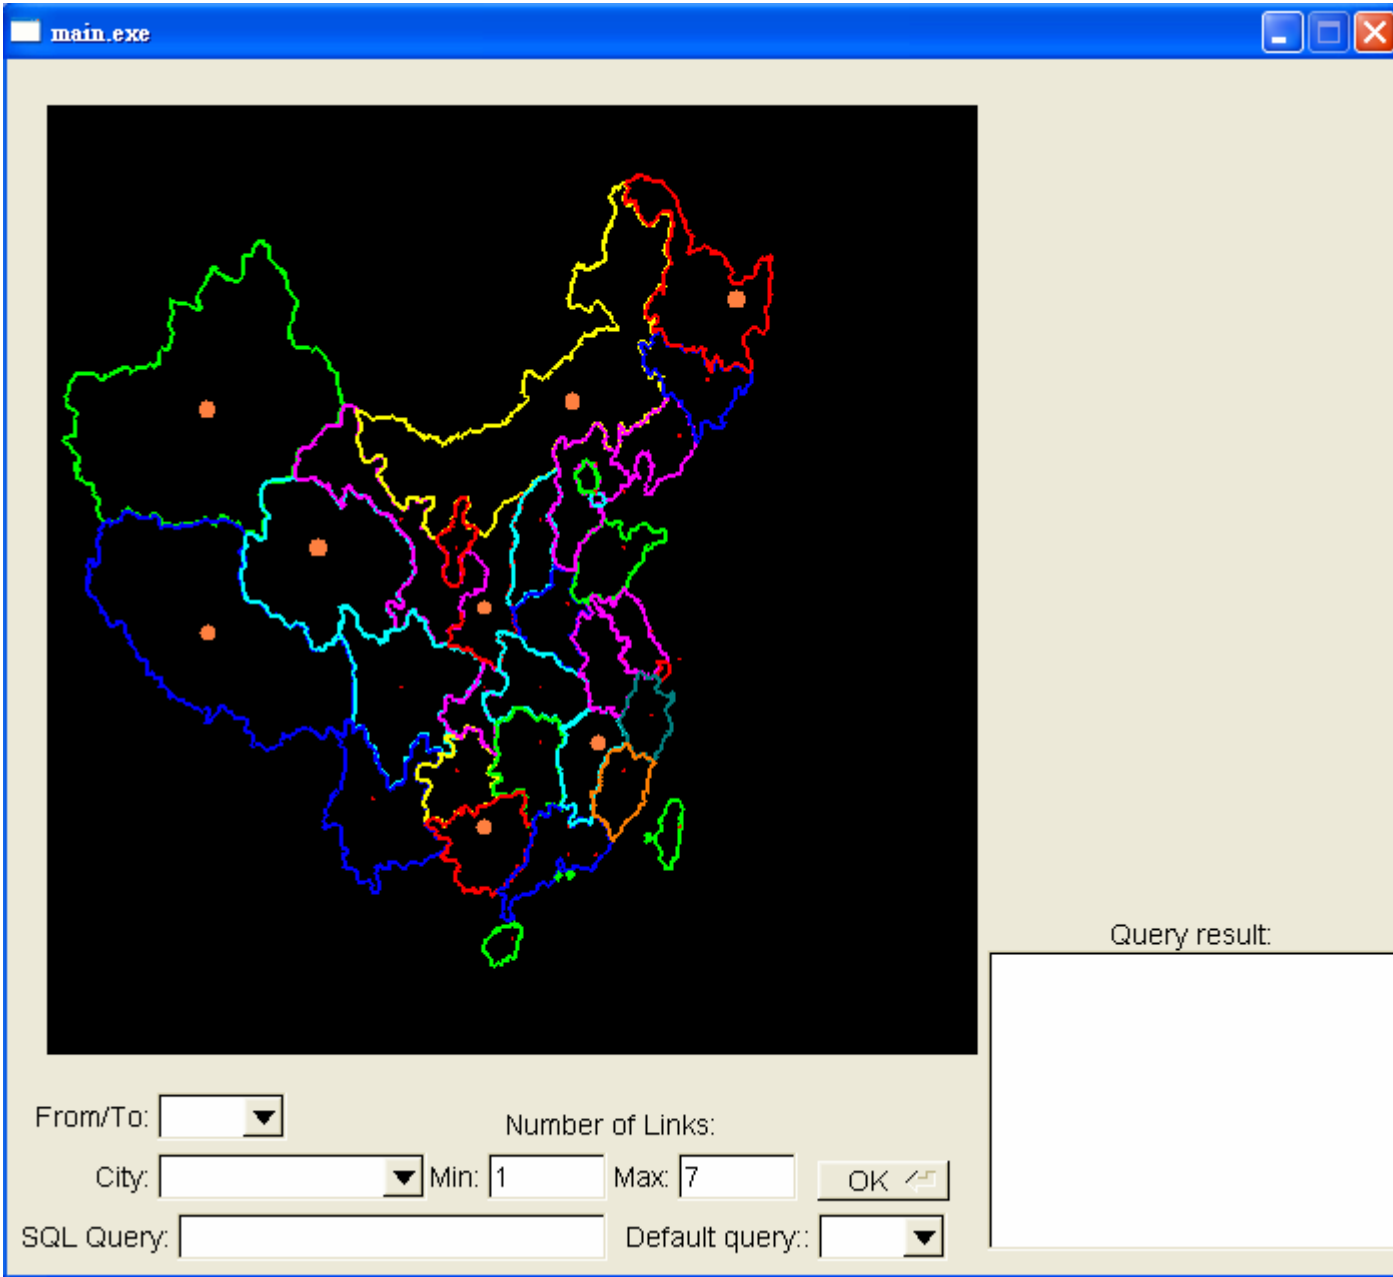 main.exe
Query result:
From/To:
Number of Links:
City:
Min: 1
Max: 7
OK
SQL Query:
Default query::